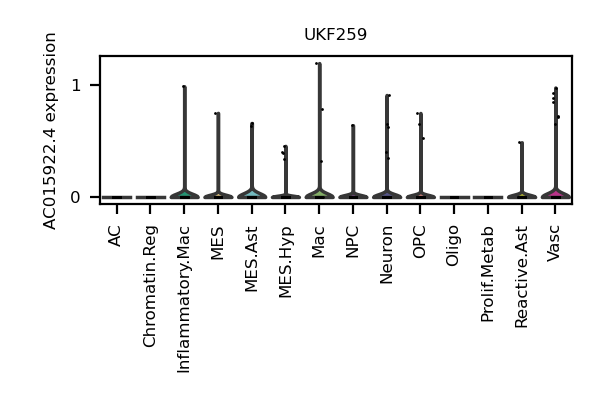 UKF259
AC015922.4 expression
1
0
AC
Chromatin.Reg
Inflammatory.Mac
MES
MES.Ast
MES.Hyp
Mac
NPC
Neuron
OPC
Oligo
Prolif.Metab
Reactive.Ast
Vasc